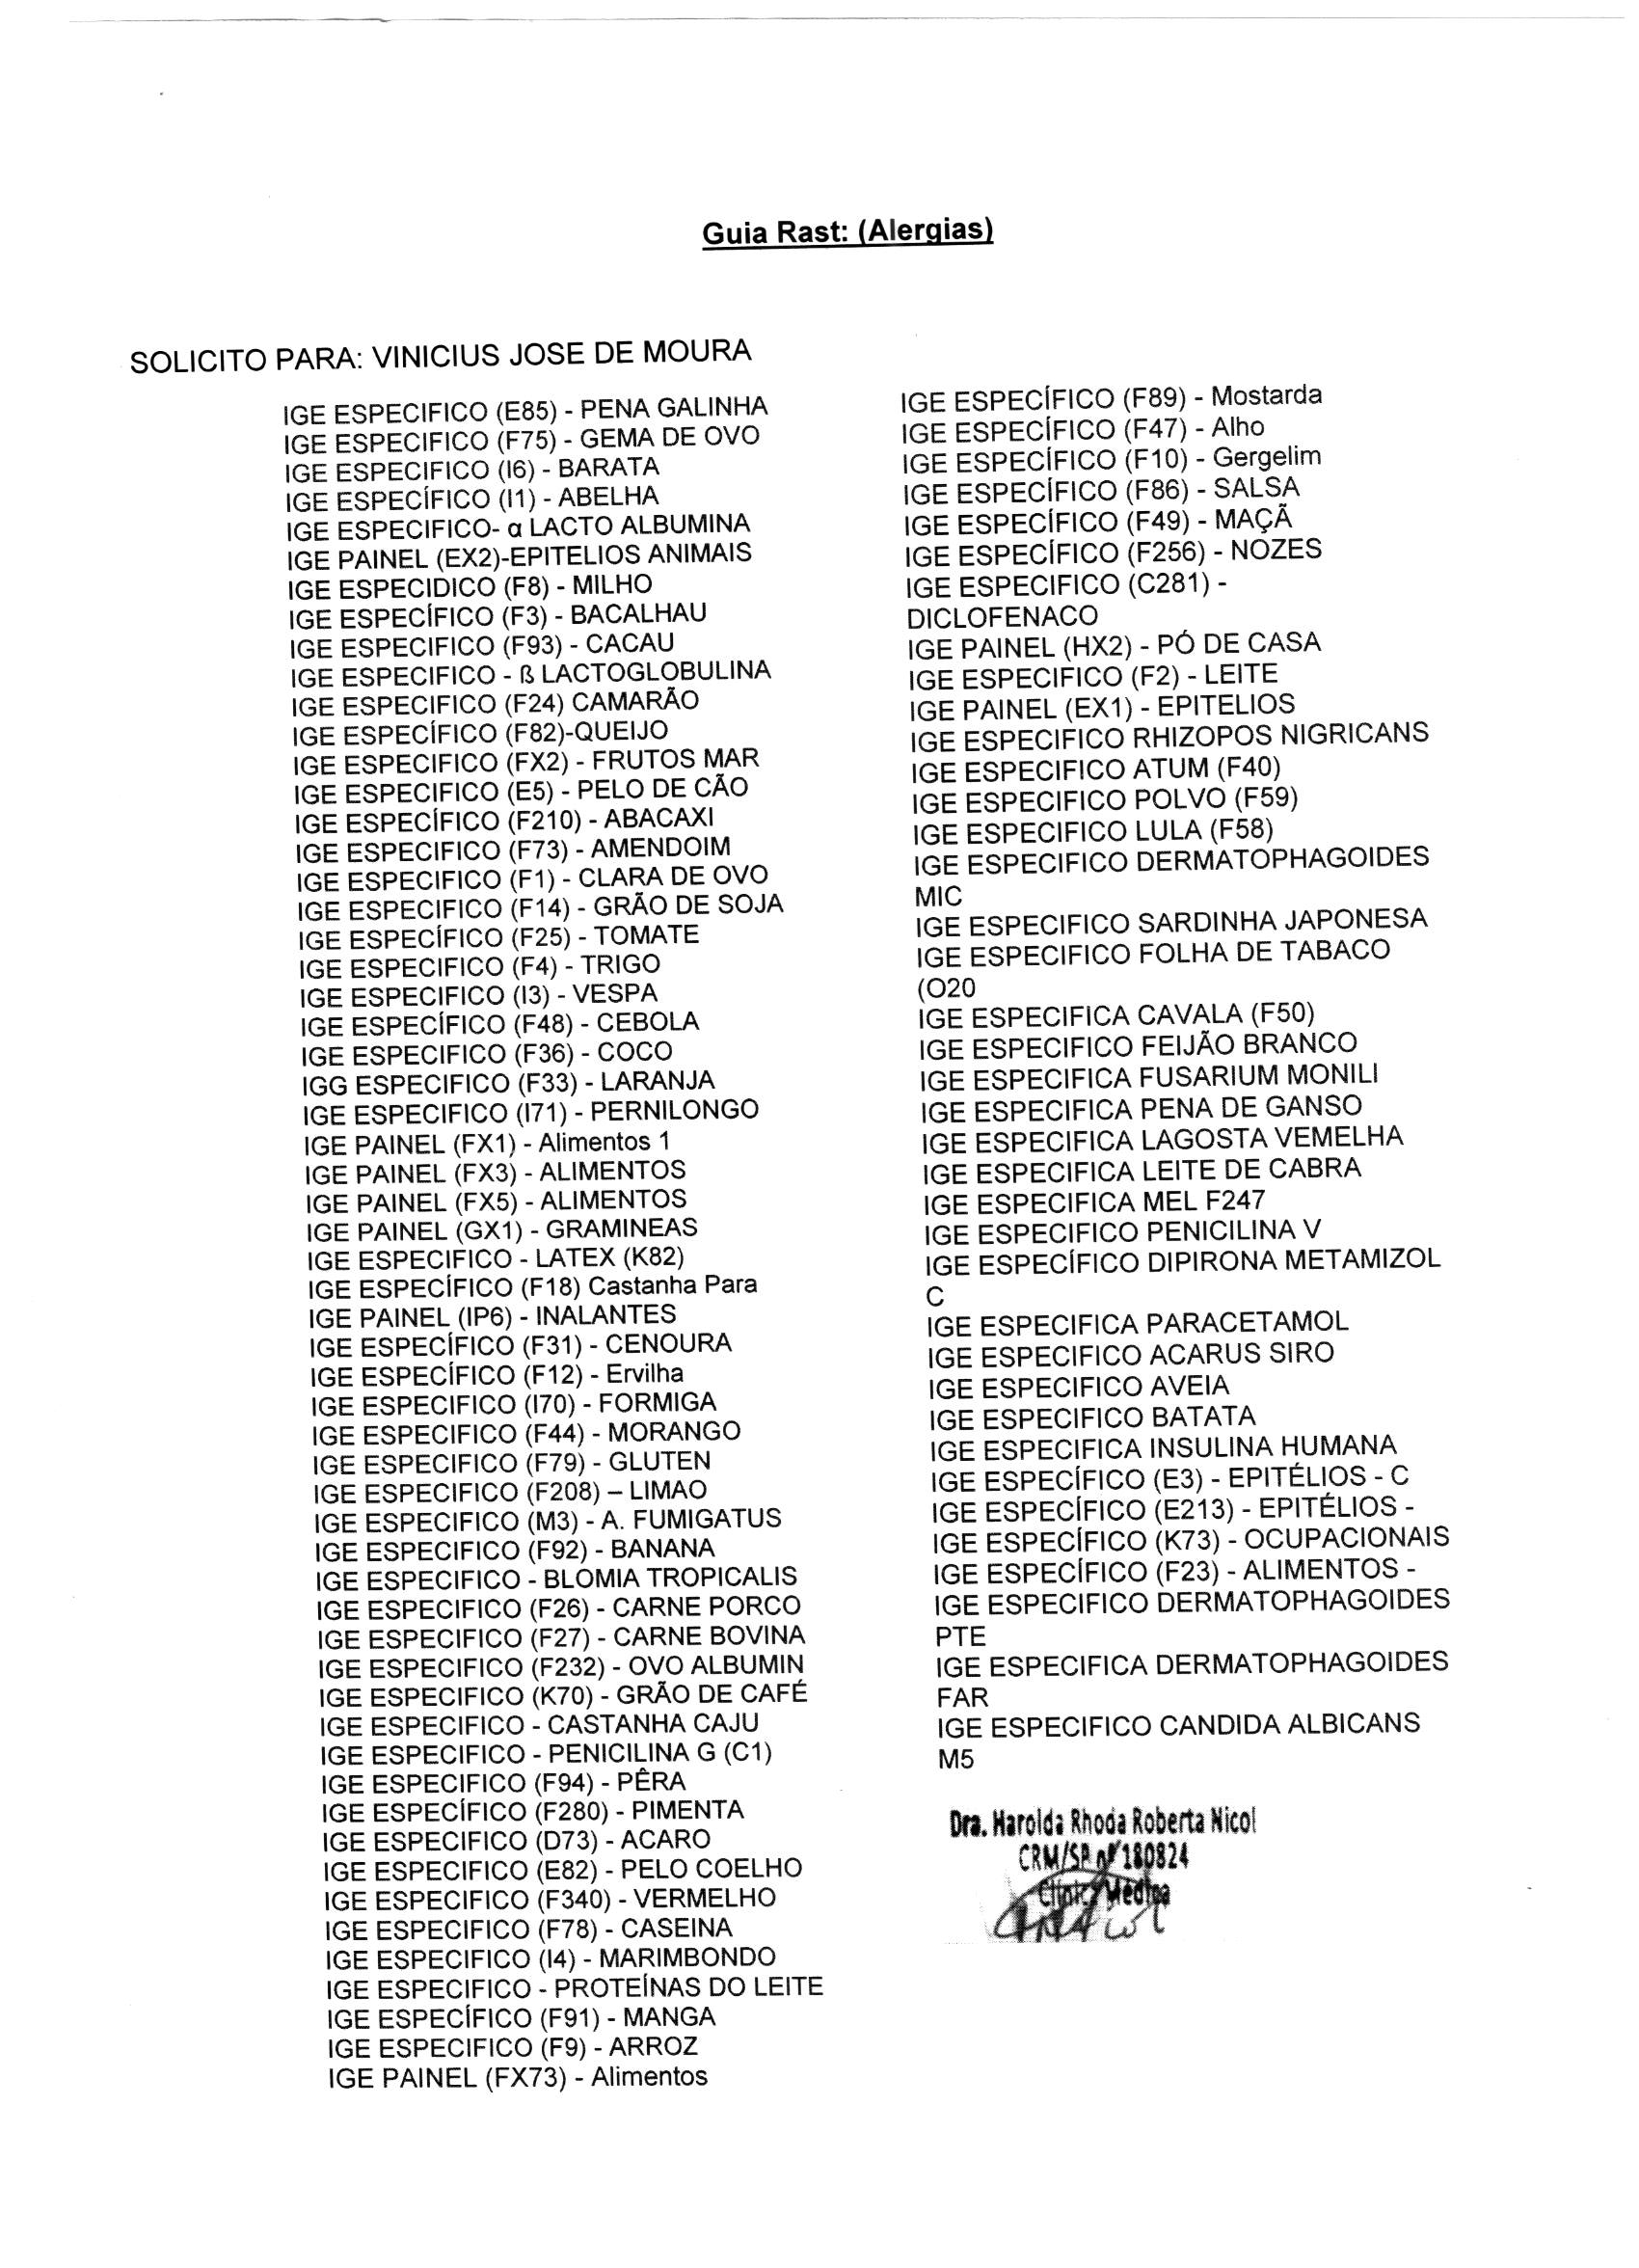 Guia Rast: (Alergias)
SOLICITO PARA: VINICIUS JOSE DE MOURA
IGE ESPECIFICO (E85) - PENA GALINHA
IGE ESPECIFICO (F75) - GEMA DE OVO
IGE ESPECIFICO (I6) - BARATA
IGE ESPECÍFICO (I1) - ABELHA
IGE ESPECIFICO- α LACTO ALBUMINA
IGE PAINEL (EX2)-EPITELIOS ANIMAIS
IGE ESPECIDICO (F8) - MILHO
IGE ESPECÍFICO (F3) - BACALHAU
IGE ESPECIFICO (F93) - CACAU
IGE ESPECIFICO - ß LACTOGLOBULINA
IGE ESPECIFICO (F24) CAMARÃO
IGE ESPECÍFICO (F82)-QUEIJO
IGE ESPECIFICO (FX2) - FRUTOS MAR
IGE ESPECIFICO (E5) - PELO DE CÃO
IGE ESPECÍFICO (F210) - ABACAXI
IGE ESPECIFICO (F73) - AMENDOIM
IGE ESPECIFICO (F1) - CLARA DE OVO
IGE ESPECIFICO (F14) - GRÃO DE SOJA
IGE ESPECÍFICO (F25) - TOMATE
IGE ESPECIFICO (F4) - TRIGO
IGE ESPECIFICO (I3) - VESPA
IGE ESPECÍFICO (F48) - CEBOLA
IGE ESPECIFICO (F36) - COCO
IGG ESPECIFICO (F33) - LARANJA
IGE ESPECIFICO (I71) - PERNILONGO
IGE PAINEL (FX1) - Alimentos 1
IGE PAINEL (FX3) - ALIMENTOS
IGE PAINEL (FX5) - ALIMENTOS
IGE PAINEL (GX1) - GRAMINEAS
IGE ESPECIFICO - LATEX (K82)
IGE ESPECÍFICO (F18) Castanha Para
IGE PAINEL (IP6) - INALANTES
IGE ESPECÍFICO (F31) - CENOURA
IGE ESPECÍFICO (F12) - Ervilha
IGE ESPECIFICO (I70) - FORMIGA
IGE ESPECIFICO (F44) - MORANGO
IGE ESPECIFICO (F79) - GLUTEN
IGE ESPECIFICO (F208) – LIMAO
IGE ESPECIFICO (M3) - A. FUMIGATUS
IGE ESPECIFICO (F92) - BANANA
IGE ESPECIFICO - BLOMIA TROPICALIS
IGE ESPECIFICO (F26) - CARNE PORCO
IGE ESPECIFICO (F27) - CARNE BOVINA
IGE ESPECIFICO (F232) - OVO ALBUMIN
IGE ESPECIFICO (K70) - GRÃO DE CAFÉ
IGE ESPECIFICO - CASTANHA CAJU
IGE ESPECIFICO - PENICILINA G (C1)
IGE ESPECIFICO (F94) - PÊRA
IGE ESPECÍFICO (F280) - PIMENTA
IGE ESPECIFICO (D73) - ACARO
IGE ESPECIFICO (E82) - PELO COELHO
IGE ESPECIFICO (F340) - VERMELHO
IGE ESPECIFICO (F78) - CASEINA
IGE ESPECIFICO (I4) - MARIMBONDO
IGE ESPECIFICO - PROTEÍNAS DO LEITE
IGE ESPECÍFICO (F91) - MANGA
IGE ESPECIFICO (F9) - ARROZ
IGE PAINEL (FX73) - Alimentos
IGE ESPECÍFICO (F89) - Mostarda
IGE ESPECÍFICO (F47) - Alho
IGE ESPECÍFICO (F10) - Gergelim
IGE ESPECÍFICO (F86) - SALSA
IGE ESPECÍFICO (F49) - MAÇÃ
IGE ESPECÍFICO (F256) - NOZES
IGE ESPECIFICO (C281) -
DICLOFENACO
IGE PAINEL (HX2) - PÓ DE CASA
IGE ESPECIFICO (F2) - LEITE
IGE PAINEL (EX1) - EPITELIOS
IGE ESPECIFICO RHIZOPOS NIGRICANS
IGE ESPECIFICO ATUM (F40)
IGE ESPECIFICO POLVO (F59)
IGE ESPECIFICO LULA (F58)
IGE ESPECIFICO DERMATOPHAGOIDES
MIC
IGE ESPECIFICO SARDINHA JAPONESA
IGE ESPECIFICO FOLHA DE TABACO
(O20
IGE ESPECIFICA CAVALA (F50)
IGE ESPECIFICO FEIJÃO BRANCO
IGE ESPECIFICA FUSARIUM MONILI
IGE ESPECIFICA PENA DE GANSO
IGE ESPECIFICA LAGOSTA VEMELHA
IGE ESPECIFICA LEITE DE CABRA
IGE ESPECIFICA MEL F247
IGE ESPECIFICO PENICILINA V
IGE ESPECÍFICO DIPIRONA METAMIZOL
C
IGE ESPECIFICA PARACETAMOL
IGE ESPECIFICO ACARUS SIRO
IGE ESPECIFICO AVEIA
IGE ESPECIFICO BATATA
IGE ESPECIFICA INSULINA HUMANA
IGE ESPECÍFICO (E3) - EPITÉLIOS - C
IGE ESPECÍFICO (E213) - EPITÉLIOS -
IGE ESPECÍFICO (K73) - OCUPACIONAIS
IGE ESPECÍFICO (F23) - ALIMENTOS -
IGE ESPECIFICO DERMATOPHAGOIDES
PTE
IGE ESPECIFICA DERMATOPHAGOIDES
FAR
IGE ESPECIFICO CANDIDA ALBICANS
M5
Dra. Harolda Rhoda Roberta Nicol
CRM/SP nº 180824
Clínica Médica